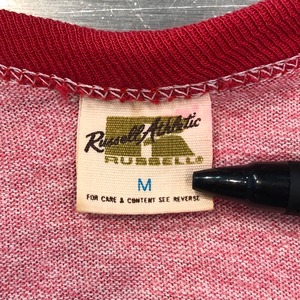 Russell Athletic
RUSSELL®
M
FOR CARE & CONTENT SEE REVERSE